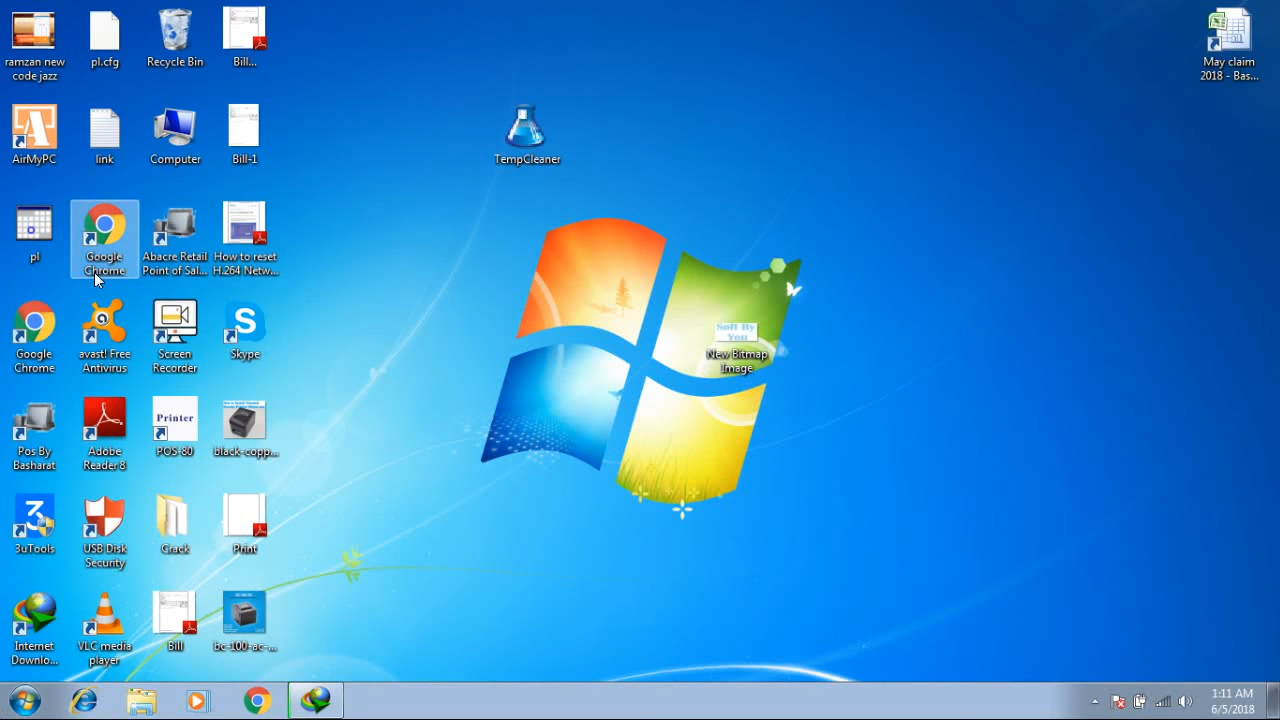 ramzan new
code jazz
pl.cfg
Recycle Bin
Bill...
May claim
2018 - Bas...
AirMyPC
link
Computer
Bill-1
TempCleaner
pl
Google
Chrome
Abacre Retail
Point of Sal...
How to reset
H.264 Netw...
Google
Chrome
avast! Free
Antivirus
Screen
Recorder
Skype
Soft By
You
New Bitmap
Image
Pos By
Basharat
Adobe
Reader 8
Printer
POS-80
black-copp...
3uTools
USB Disk
Security
Crack
Print
Internet
Downlo...
VLC media
player
Bill
bc-100-ac-...
1:11 AM
6/5/2018